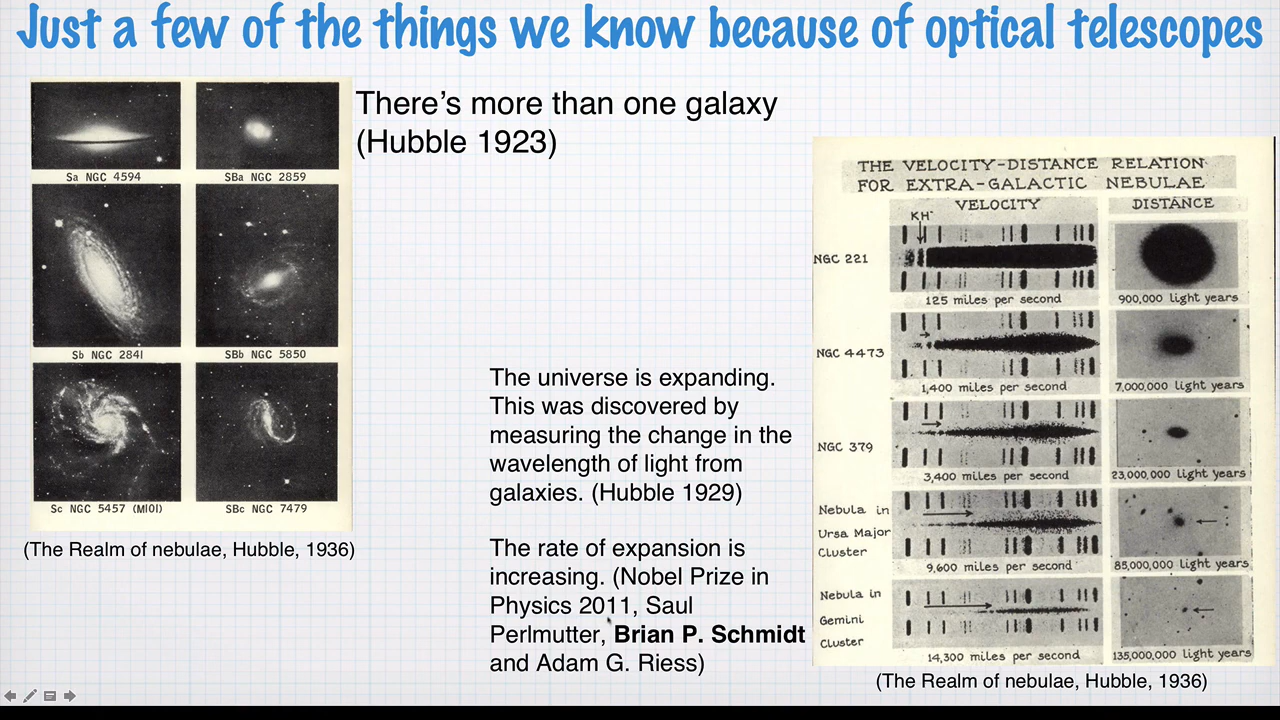 Just a few of the things we know because of optical telescopes
There's more than one galaxy
(Hubble 1923)
Sa NGC 4594
SBa NGC 2859
Sb NGC 2841
SBb NGC 5850
Sc NGC 5457 (M101)
SBc NGC 7479
(The Realm of nebulae, Hubble, 1936)
The universe is expanding.
This was discovered by
measuring the change in the
wavelength of light from
galaxies. (Hubble 1929)
The rate of expansion is
increasing. (Nobel Prize in
Physics 2011, Saul
Perlmutter, Brian P. Schmidt
and Adam G. Riess)
THE VELOCITY-DISTANCE RELATION
FOR EXTRA-GALACTIC NEBULAE
VELOCITY
DISTANCE
KH
NGC 221
125 miles per second
900,000 light years
NGC 4473
1,400 miles per second
7,000,000 light years
NGC 379
3,400 miles per second
23,000,000 light years
Nebula in
Ursa Major
Cluster
9,600 miles per second
85,000,000 light years
Nebula in
Gemini
Cluster
14,300 miles per second
135,000,000 light years
(The Realm of nebulae, Hubble, 1936)